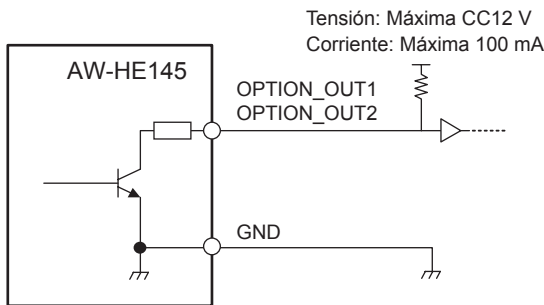 Tensión: Máxima CC12 V
Corriente: Máxima 100 mA
AW-HE145
OPTION_OUT1
OPTION_OUT2
GND